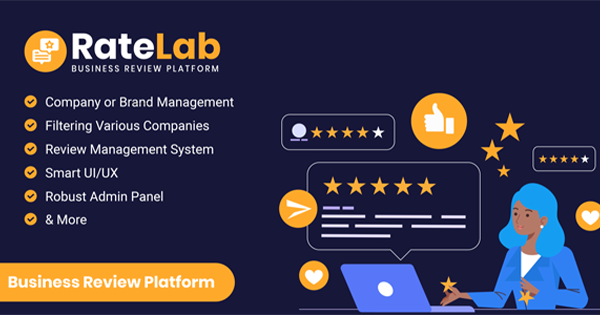 RateLab
BUSINESS REVIEW PLATFORM
Company or Brand Management
Filtering Various Companies
Review Management System
Smart UI/UX
Robust Admin Panel
& More
Business Review Platform